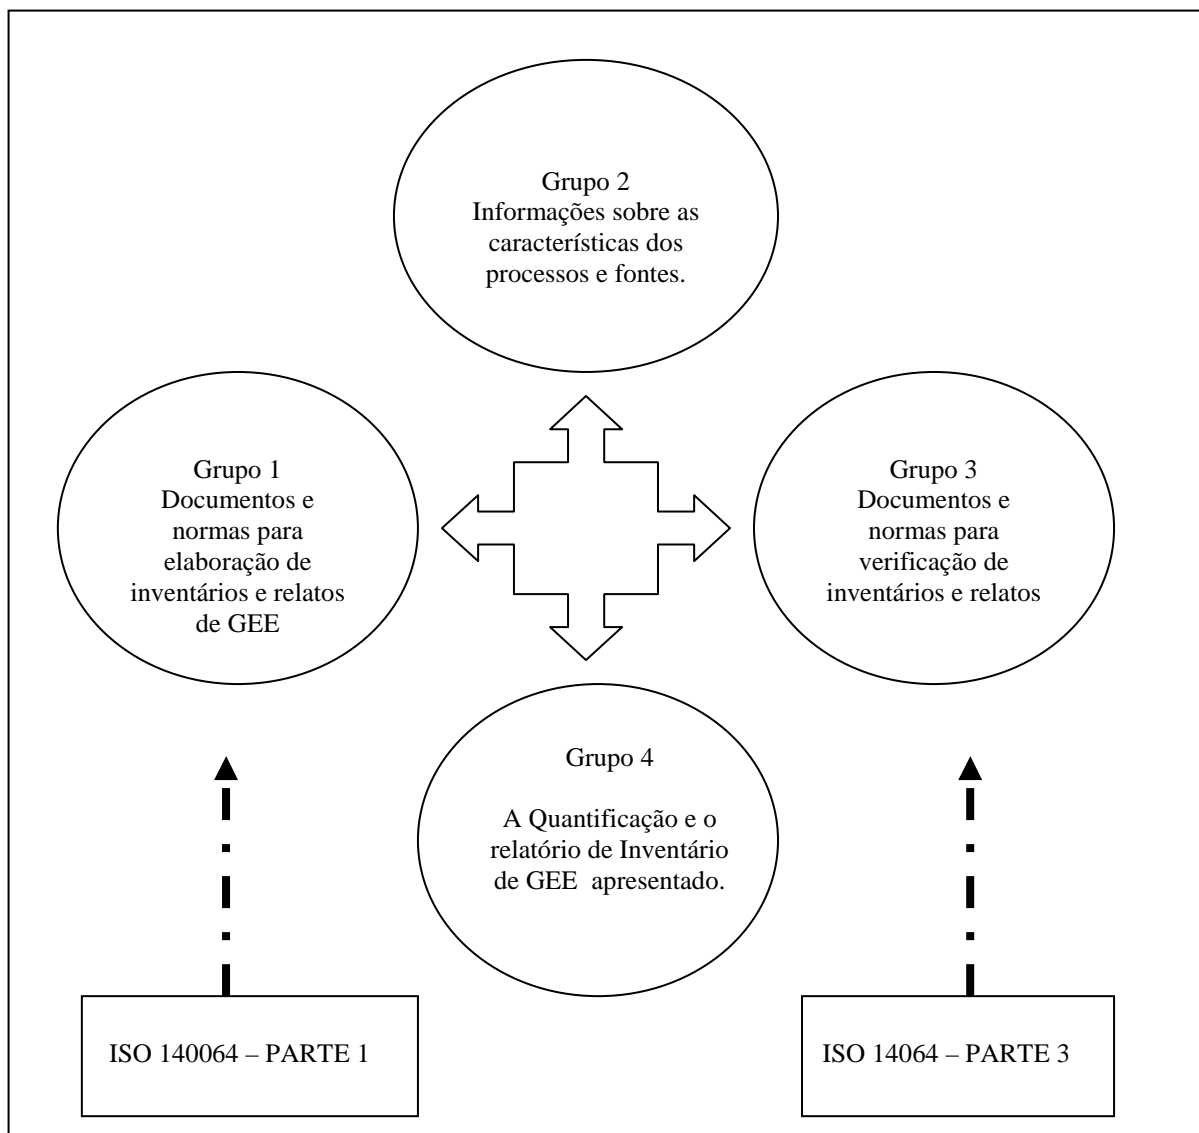 Grupo 2
Informações sobre as
características dos
processos e fontes.
Grupo 1
Documentos e
normas para
elaboração de
inventários e relatos
de GEE
Grupo 3
Documentos e
normas para
verificação de
inventários e relatos
Grupo 4
A Quantificação e o
relatório de Inventário
de GEE  apresentado.
ISO 140064 – PARTE 1
ISO 14064 – PARTE 3